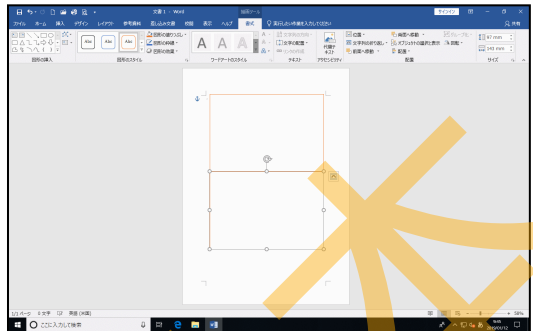 文書 1 - Word
描画ツール
サインイン
ファイル ホーム 挿入 デザイン レイアウト 参考資料 差し込み文書 校閲 表示 ヘルプ 書式 実行したい作業を入力してください
共有
Abc Abc Abc
図形の塗りつぶし
図形の枠線
図形の効果
A A A
文字列の方向
文字の配置
リンクの作成
代替テキスト
位置
文字列の折り返し
前面へ移動
背面へ移動
オブジェクトの選択と表示
配置
グループ化
回転
97 mm
143 mm
図形の挿入 図形のスタイル ワードアートのスタイル テキスト アクセシビリティ 配置 サイズ
1/1 ページ 0 文字 英語 (米国)
58%
ここに入力して検索
あ